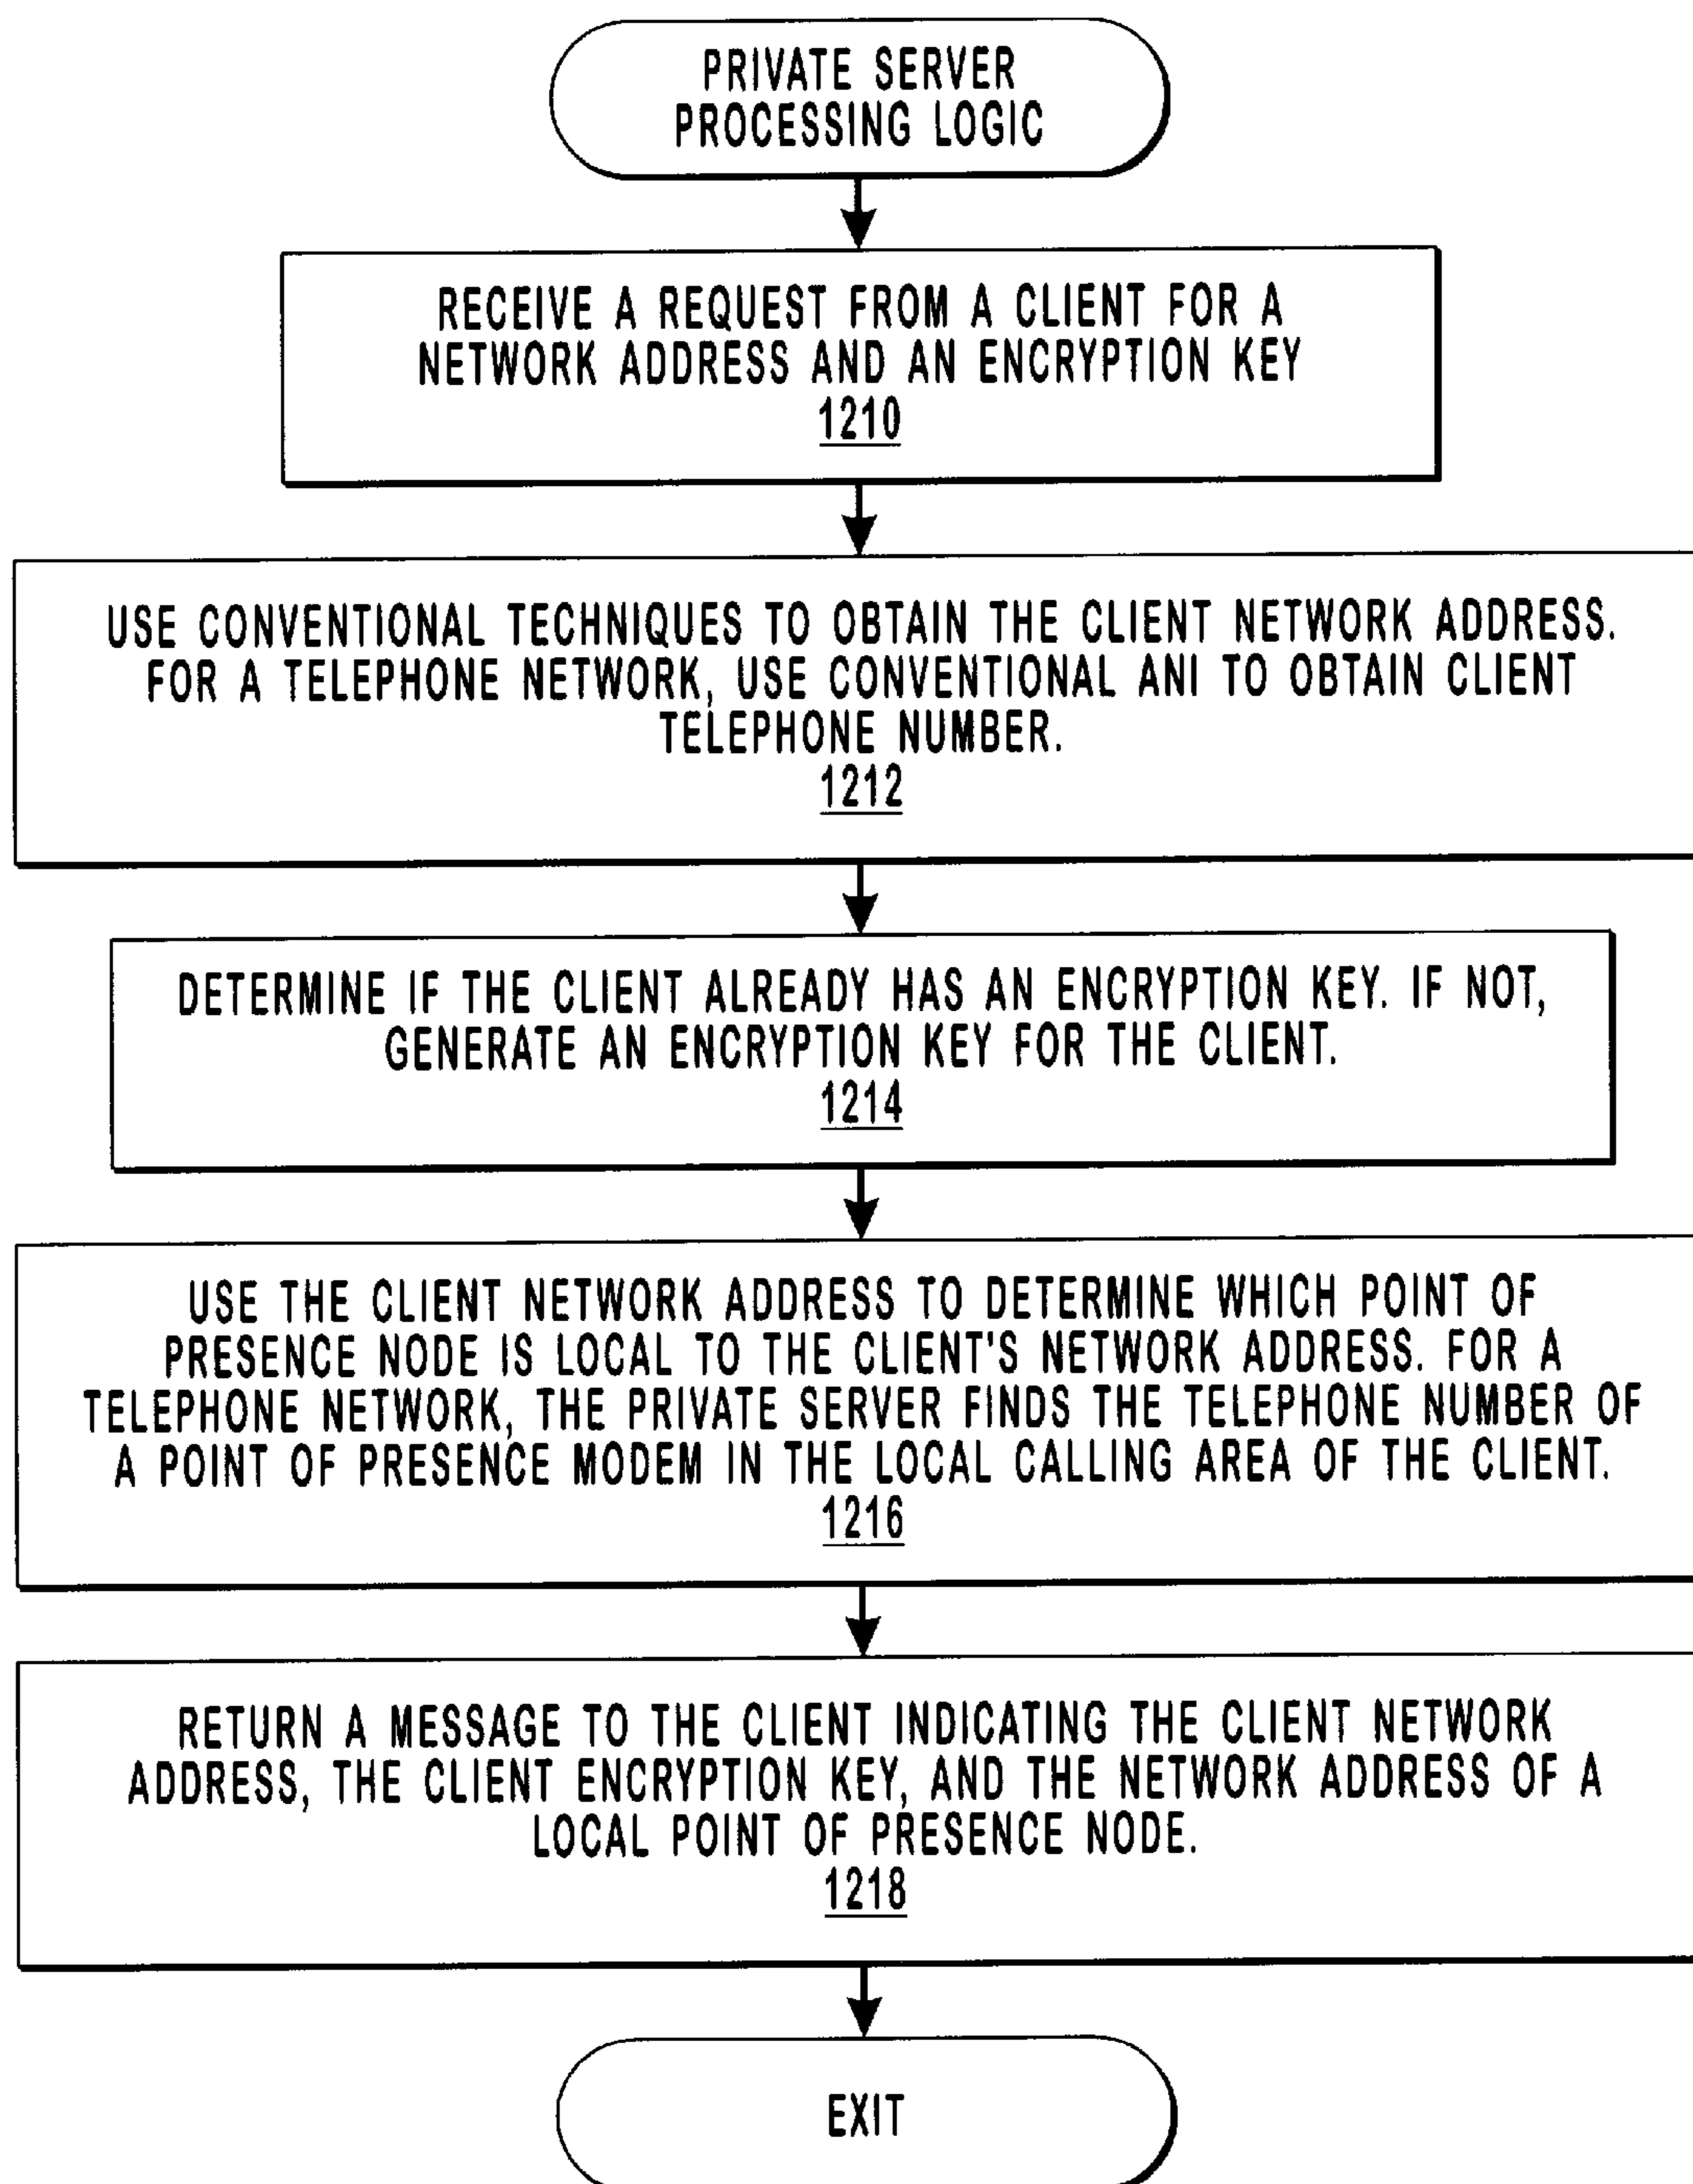 PRIVATE SERVER
PROCESSING LOGIC
RECEIVE A REQUEST FROM A CLIENT FOR A
NETWORK ADDRESS AND AN ENCRYPTION KEY
1210
USE CONVENTIONAL TECHNIQUES TO OBTAIN THE CLIENT NETWORK ADDRESS.
FOR A TELEPHONE NETWORK, USE CONVENTIONAL ANI TO OBTAIN CLIENT
TELEPHONE NUMBER.
1212
DETERMINE IF THE CLIENT ALREADY HAS AN ENCRYPTION KEY. IF NOT,
GENERATE AN ENCRYPTION KEY FOR THE CLIENT.
1214
USE THE CLIENT NETWORK ADDRESS TO DETERMINE WHICH POINT OF
PRESENCE NODE IS LOCAL TO THE CLIENT'S NETWORK ADDRESS. FOR A
TELEPHONE NETWORK, THE PRIVATE SERVER FINDS THE TELEPHONE NUMBER OF
A POINT OF PRESENCE MODEM IN THE LOCAL CALLING AREA OF THE CLIENT.
1216
RETURN A MESSAGE TO THE CLIENT INDICATING THE CLIENT NETWORK
ADDRESS, THE CLIENT ENCRYPTION KEY, AND THE NETWORK ADDRESS OF A
LOCAL POINT OF PRESENCE NODE.
1218
EXIT